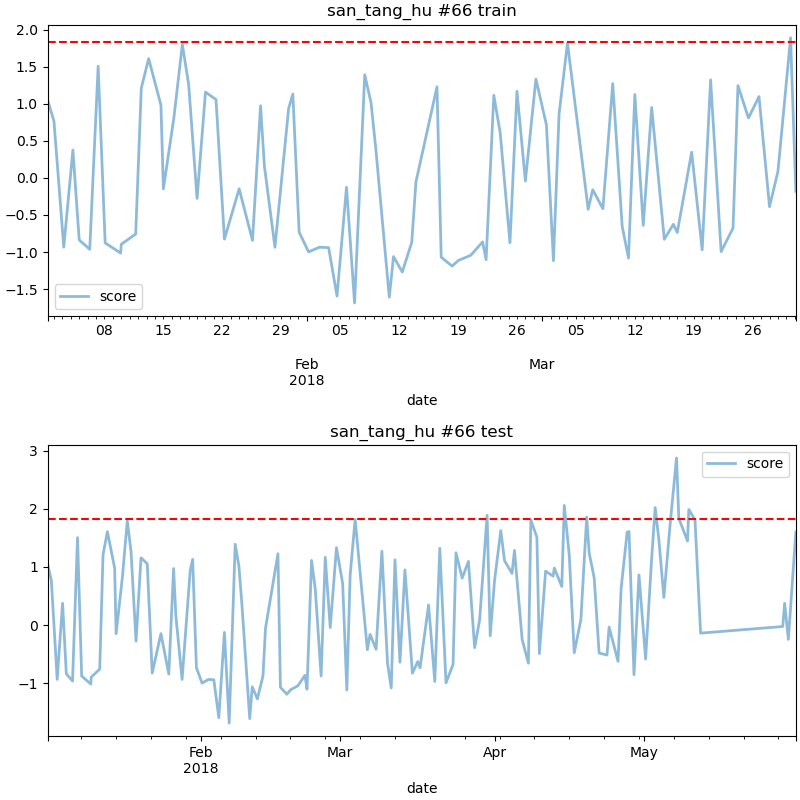 san_tang_hu #66 train
2.0
1.5
1.0
0.5
0.0
−0.5
−1.0
−1.5
score
08 15 22 29 05 12 19 26 05 12 19 26
Feb Mar
2018
date
san_tang_hu #66 test
3
2
1
0
−1
score
Feb Mar Apr May
2018
date